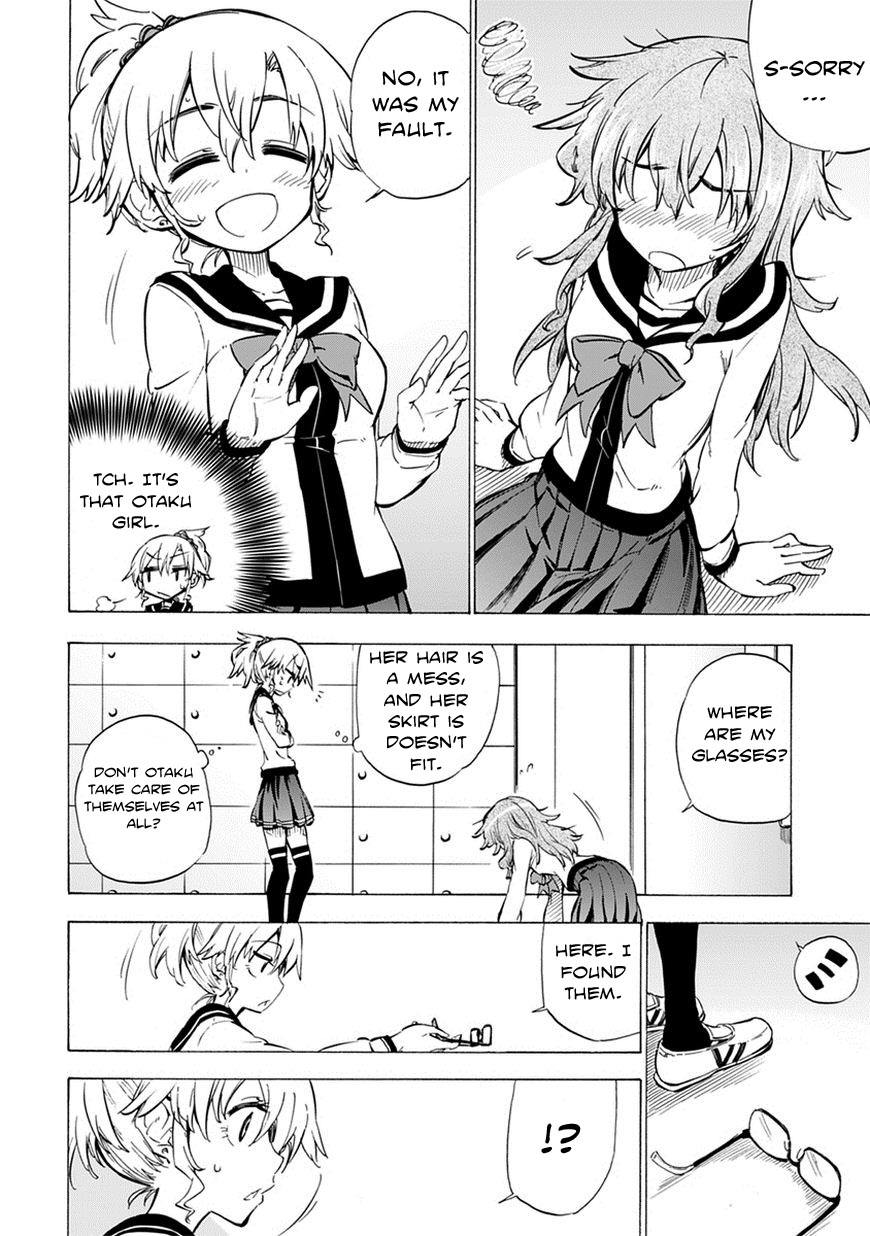 S-SORRY
...
NO, IT
WAS MY
FAULT.
TCH. IT'S
THAT OTAKU
GIRL.
WHERE
ARE MY
GLASSES?
HER HAIR IS
A MESS,
AND HER
SKIRT IS
DOESN'T
FIT.
DON'T OTAKU
TAKE CARE OF
THEMSELVES AT
ALL?
HERE. I
FOUND
THEM.
!?